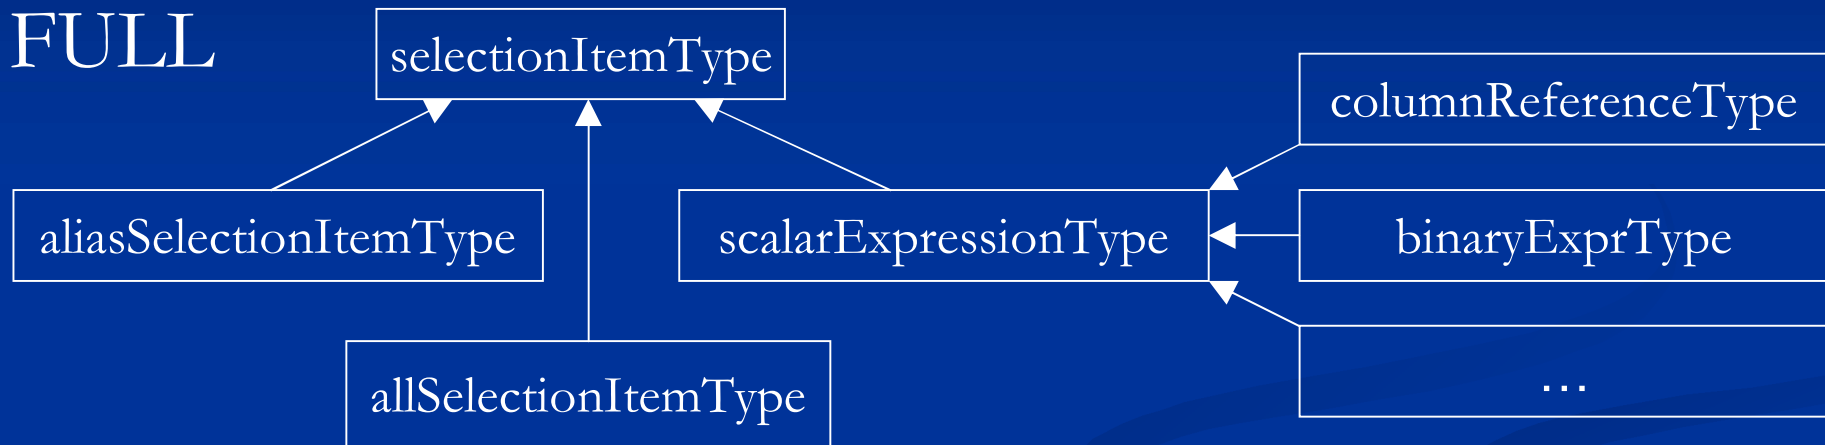 FULL
selectionItemType
columnReferenceType
aliasSelectionItemType
scalarExpressionType
binaryExprType
allSelectionItemType
...